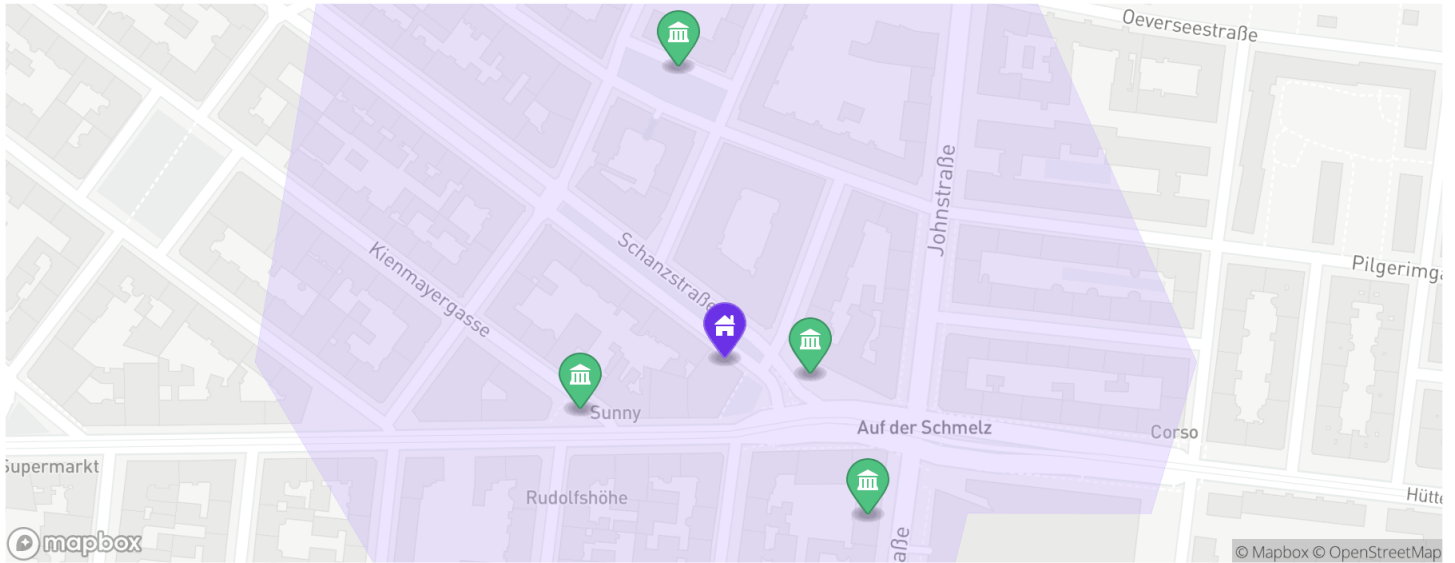 Oeverseestraße
Johnstraße
Schanzstraße
Kienmayergasse
Pilgerimga
Sunny
Auf der Schmelz
Corso
Supermarkt
Rudolfshöhe
Hütte
aße
mapbox
© Mapbox © OpenStreetMap